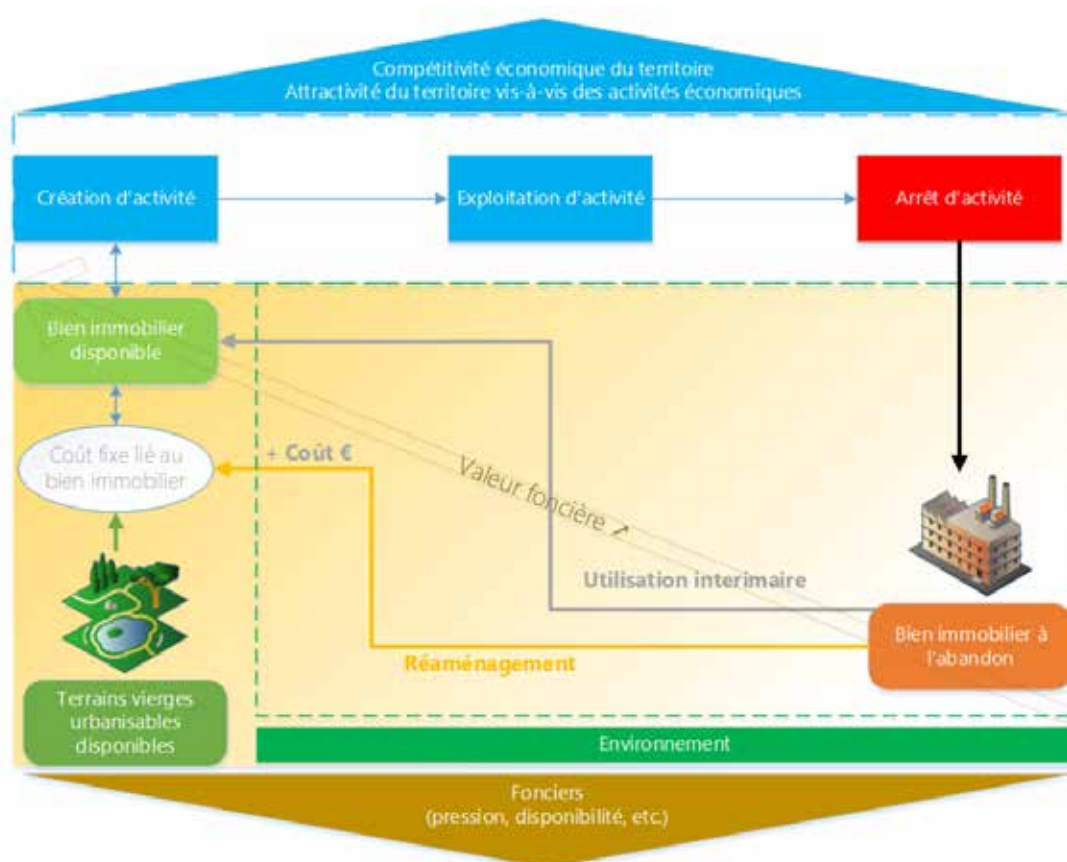 Compétitivité économique du territoire
Attractivité du territoire vis-à-vis des activités économiques
Création d'activité
Exploitation d'activité
Arrêt d'activité
Bien immobilier
disponible
Coût fixe lié au
bien immobilier
+ Coût €
Valeur foncière ↗
Utilisation interimaire
Réaménagement
Bien immobilier à
l'abandon
Terrains vierges
urbanisables
disponibles
Environnement
Fonciers
(pression, disponibilité, etc.)